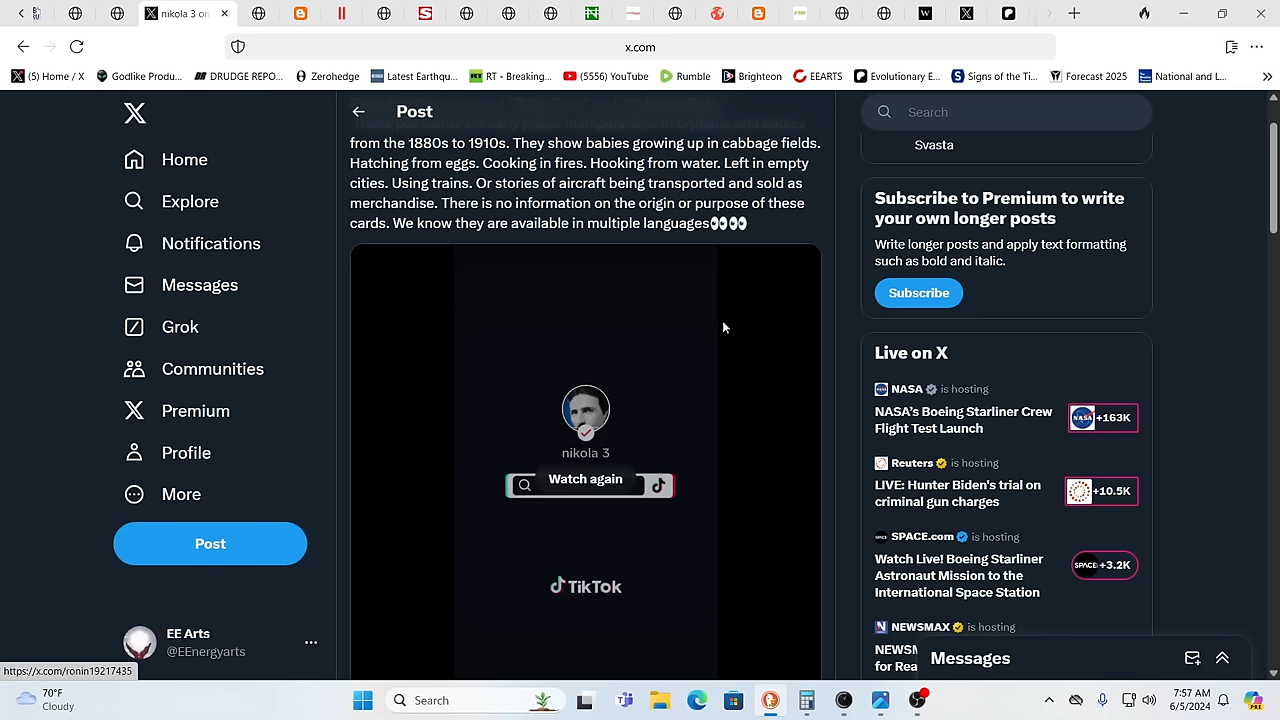 nikola 3 on
x.com
(5) Home / X
Godlike Produ...
DRUDGE REPO...
Zerohedge
Latest Earthqu...
RT - Breaking...
(5556) YouTube
Rumble
Brighteon
EEARTS
Evolutionary E...
Signs of the Ti...
Forecast 2025
National and L...
Home
Explore
Notifications
Messages
Grok
Communities
Premium
Profile
More
Post
EE Arts
@EEnergyarts
https://x.com/ronin19217435
Post
from the 1880s to 1910s. They show babies growing up in cabbage fields.
Hatching from eggs. Cooking in fires. Hooking from water. Left in empty
cities. Using trains. Or stories of aircraft being transported and sold as
merchandise. There is no information on the origin or purpose of these
cards. We know they are available in multiple languages👀👀
nikola 3
Watch again
TikTok
Search
Svasta
Subscribe to Premium to write
your own longer posts
Write longer posts and apply text formatting
such as bold and italic.
Subscribe
Live on X
NASA is hosting
NASA's Boeing Starliner Crew
Flight Test Launch
+163K
Reuters is hosting
LIVE: Hunter Biden's trial on
criminal gun charges
+10.5K
SPACE.com is hosting
Watch Live! Boeing Starliner
Astronaut Mission to the
International Space Station
SPACE
+3.2K
NEWSMAX is hosting
NEWSM
for Rea
Messages
70°F
Cloudy
Search
7:57 AM
6/5/2024